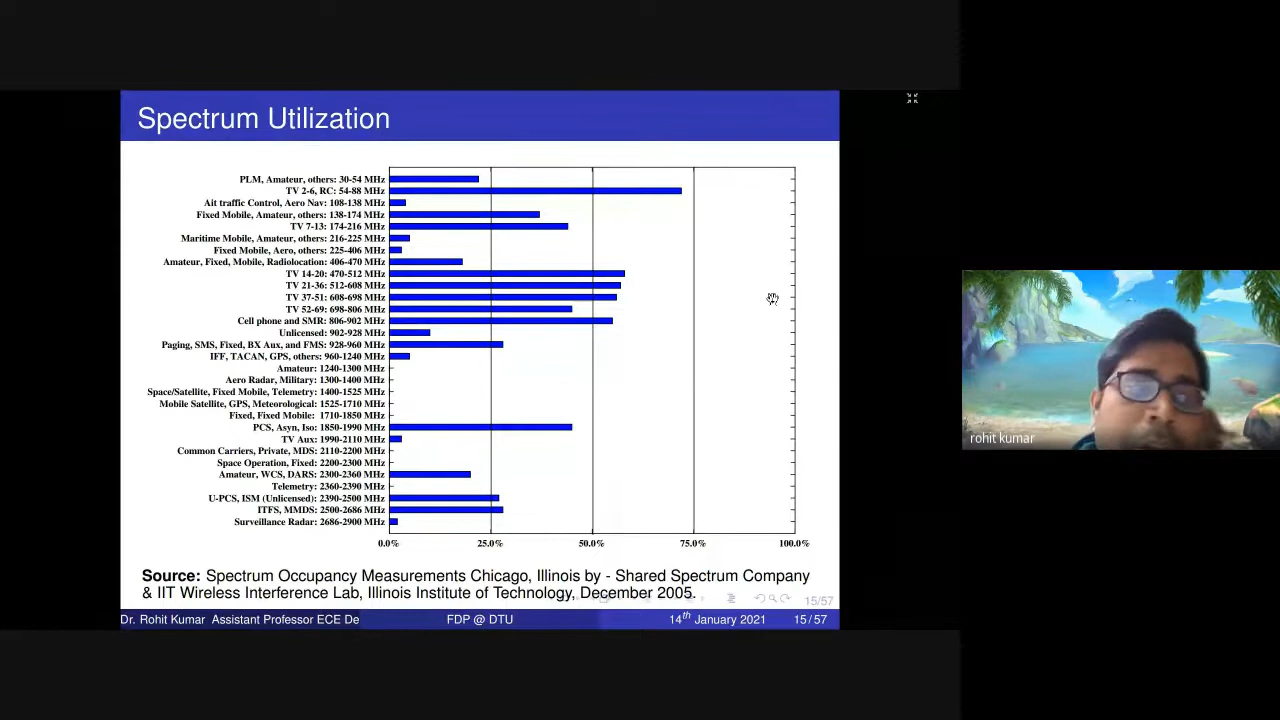 Spectrum Utilization
PLM, Amateur, others: 30-54 MHz
TV 2-6, RC: 54-88 MHz
Ait traffic Control, Aero Nav: 108-138 MHz
Fixed Mobile, Amateur, others: 138-174 MHz
TV 7-13: 174-216 MHz
Maritime Mobile, Amateur, others: 216-225 MHz
Fixed Mobile, Aero, others: 225-406 MHz
Amateur, Fixed, Mobile, Radiolocation: 406-470 MHz
TV 14-20: 470-512 MHz
TV 21-36: 512-608 MHz
TV 37-51: 608-698 MHz
TV 52-69: 698-806 MHz
Cell phone and SMR: 806-902 MHz
Unlicensed: 902-928 MHz
Paging, SMS, Fixed, BX Aux, and FMS: 928-960 MHz
IFF, TACAN, GPS, others: 960-1240 MHz
Amateur: 1240-1300 MHz
Aero Radar, Military: 1300-1400 MHz
Space/Satellite, Fixed Mobile, Telemetry: 1400-1525 MHz
Mobile Satellite, GPS, Meteorological: 1525-1710 MHz
Fixed, Fixed Mobile: 1710-1850 MHz
PCS, Asyn, Iso: 1850-1990 MHz
TV Aux: 1990-2110 MHz
Common Carriers, Private, MDS: 2110-2200 MHz
Space Operation, Fixed: 2200-2300 MHz
Amateur, WCS, DARS: 2300-2360 MHz
Telemetry: 2360-2390 MHz
U-PCS, ISM (Unlicensed): 2390-2500 MHz
ITFS, MMDS: 2500-2686 MHz
Surveillance Radar: 2686-2900 MHz
0.0% 25.0% 50.0% 75.0% 100.0%
Source: Spectrum Occupancy Measurements Chicago, Illinois by - Shared Spectrum Company
& IIT Wireless Interference Lab, Illinois Institute of Technology, December 2005.
15/57
Dr. Rohit Kumar Assistant Professor ECE De FDP @ DTU 14th January 2021 15/57
rohit kumar